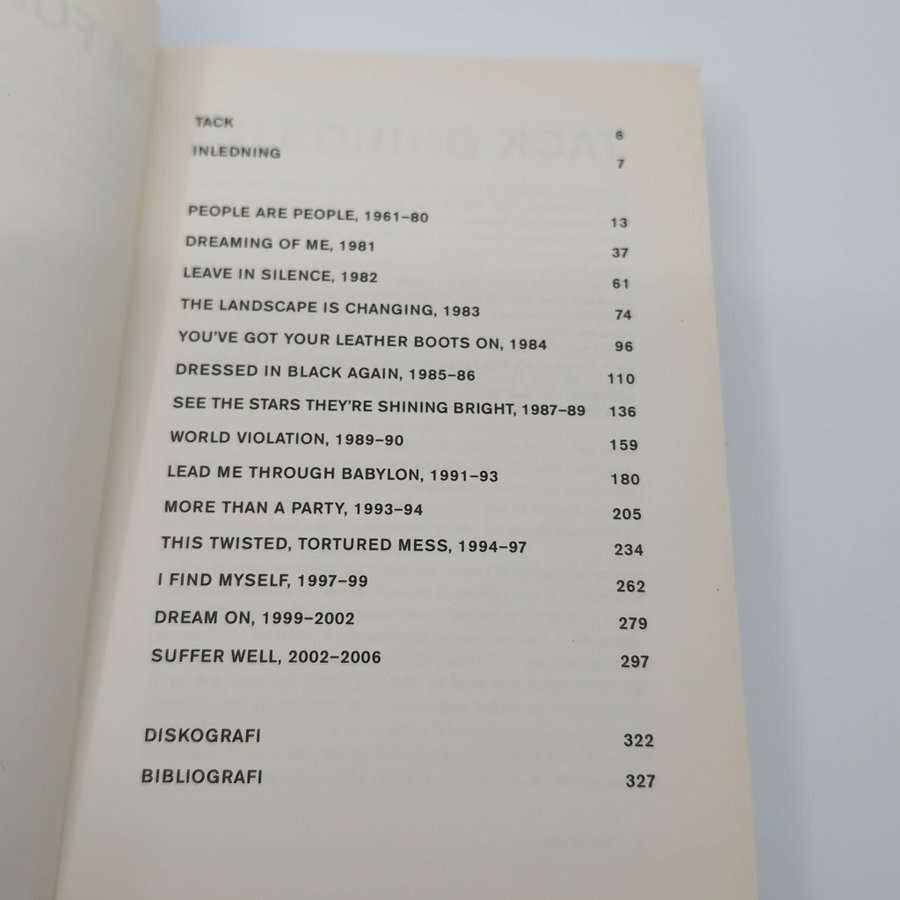 TACK 6
INLEDNING 7
PEOPLE ARE PEOPLE, 1961–80 13
DREAMING OF ME, 1981 37
LEAVE IN SILENCE, 1982 61
THE LANDSCAPE IS CHANGING, 1983 74
YOU'VE GOT YOUR LEATHER BOOTS ON, 1984 96
DRESSED IN BLACK AGAIN, 1985–86 110
SEE THE STARS THEY'RE SHINING BRIGHT, 1987–89 136
WORLD VIOLATION, 1989–90 159
LEAD ME THROUGH BABYLON, 1991–93 180
MORE THAN A PARTY, 1993–94 205
THIS TWISTED, TORTURED MESS, 1994–97 234
I FIND MYSELF, 1997–99 262
DREAM ON, 1999–2002 279
SUFFER WELL, 2002–2006 297
DISKOGRAFI 322
BIBLIOGRAFI 327